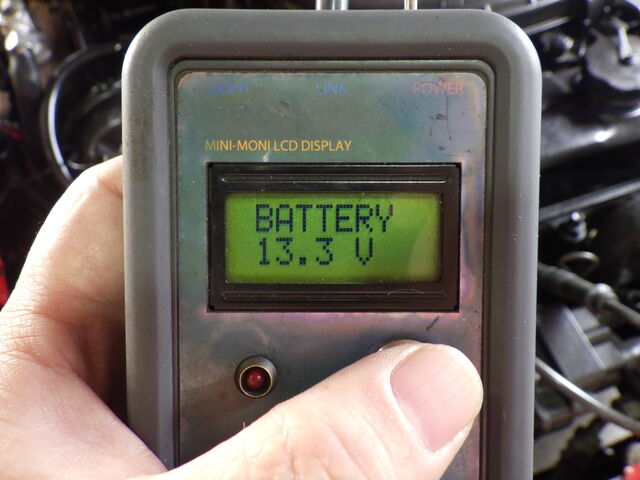 LIGHT LINK POWER
MINI-MONI LCD DISPLAY
BATTERY
13.3 V